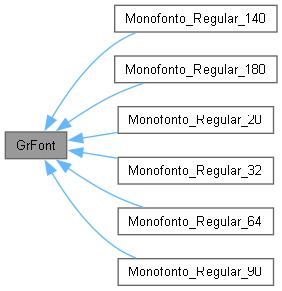 Monofonto_Regular_140
Monofonto_Regular_180
Monofonto_Regular_20
GrFont
Monofonto_Regular_32
Monofonto_Regular_64
Monofonto_Regular_90